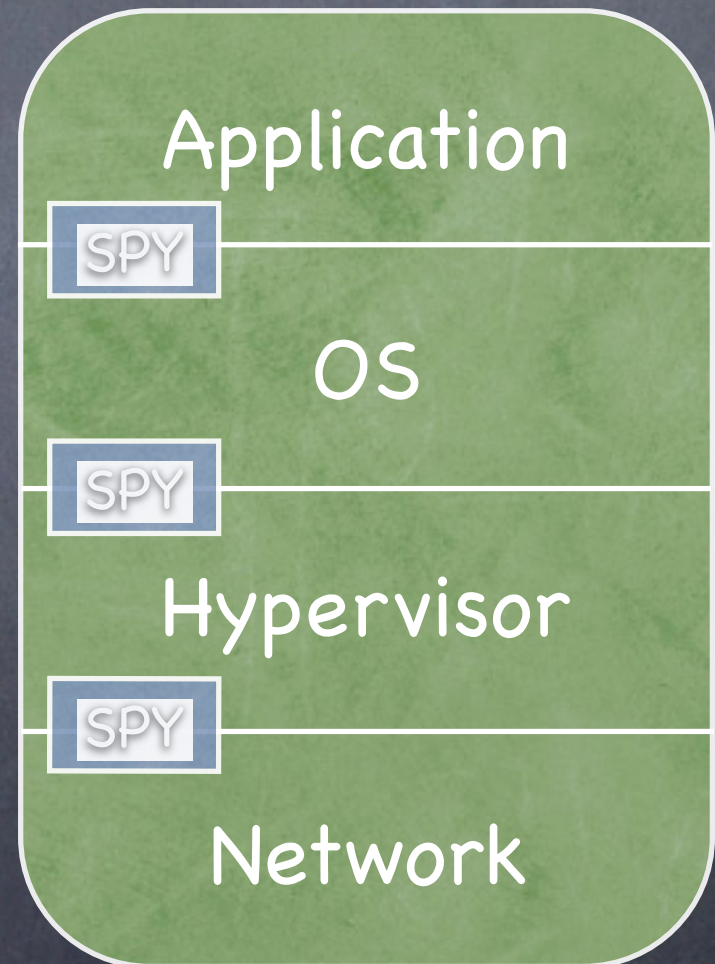 Application
SPY
OS
SPY
Hypervisor
SPY
Network